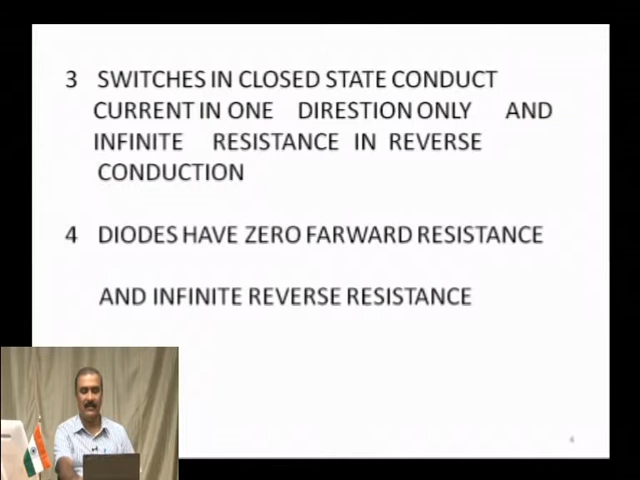 3 SWITCHES IN CLOSED STATE CONDUCT
CURRENT IN ONE DIRESTION ONLY AND
INFINITE RESISTANCE IN REVERSE
CONDUCTION
4 DIODES HAVE ZERO FARWARD RESISTANCE
AND INFINITE REVERSE RESISTANCE
4